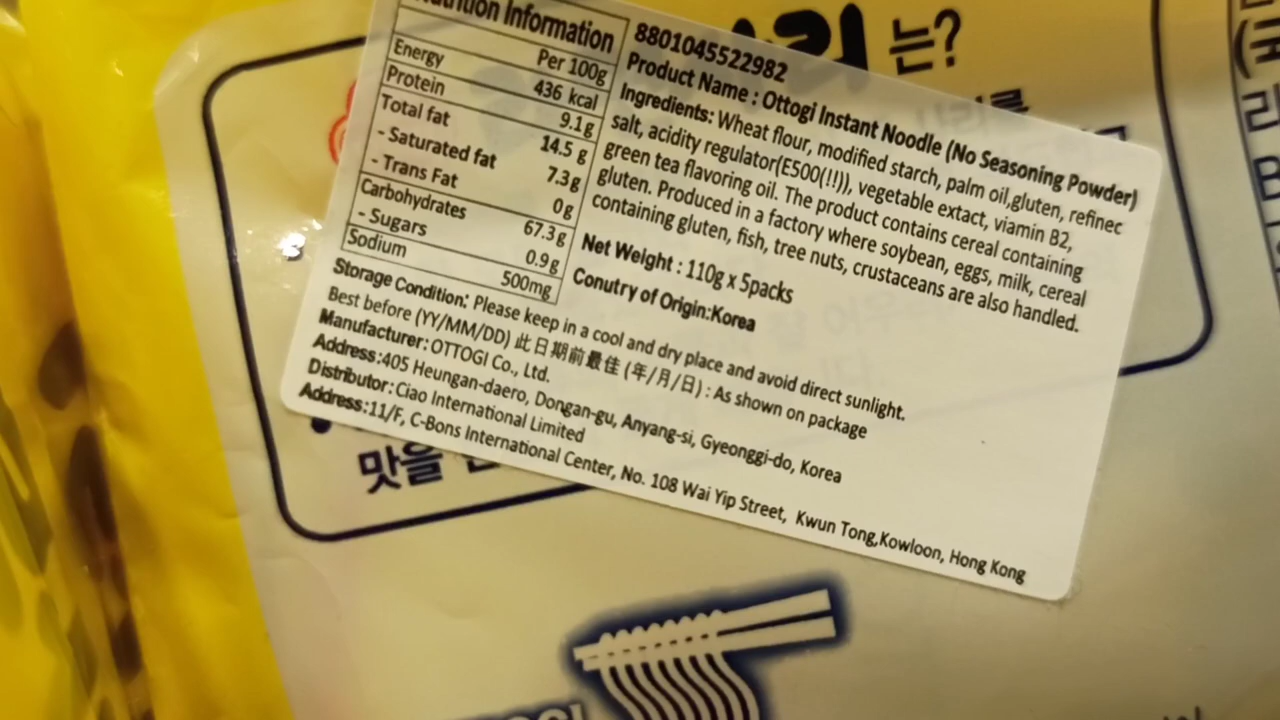 Nutrition Information
Per 100g
Energy 436 kcal
Protein 9.1g
Total fat 14.5 g
- Saturated fat 7.3g
- Trans Fat 0g
Carbohydrates 67.3g
- Sugars 0.9g
Sodium 500mg
8801045522982
Product Name : Ottogi Instant Noodle (No Seasoning Powder)
Ingredients: Wheat flour, modified starch, palm oil,gluten, refinec
salt, acidity regulator(E500(!!)), vegetable extact, viamin B2,
green tea flavoring oil. The product contains cereal containing
gluten. Produced in a factory where soybean, eggs, milk, cereal
containing gluten, fish, tree nuts, crustaceans are also handled.
Net Weight : 110g x 5packs
Conutry of Origin:Korea
Storage Condition: Please keep in a cool and dry place and avoid direct sunlight.
Best before (YY/MM/DD) 此日期前最佳 (年/月/日) : As shown on package
Manufacturer: OTTOGI Co., Ltd.
Address:405 Heungan-daero, Dongan-gu, Anyang-si, Gyeonggi-do, Korea
Distributor: Ciao International Limited
Address:11/F, C-Bons International Center, No. 108 Wai Yip Street, Kwun Tong,Kowloon, Hong Kong
는?
맛을